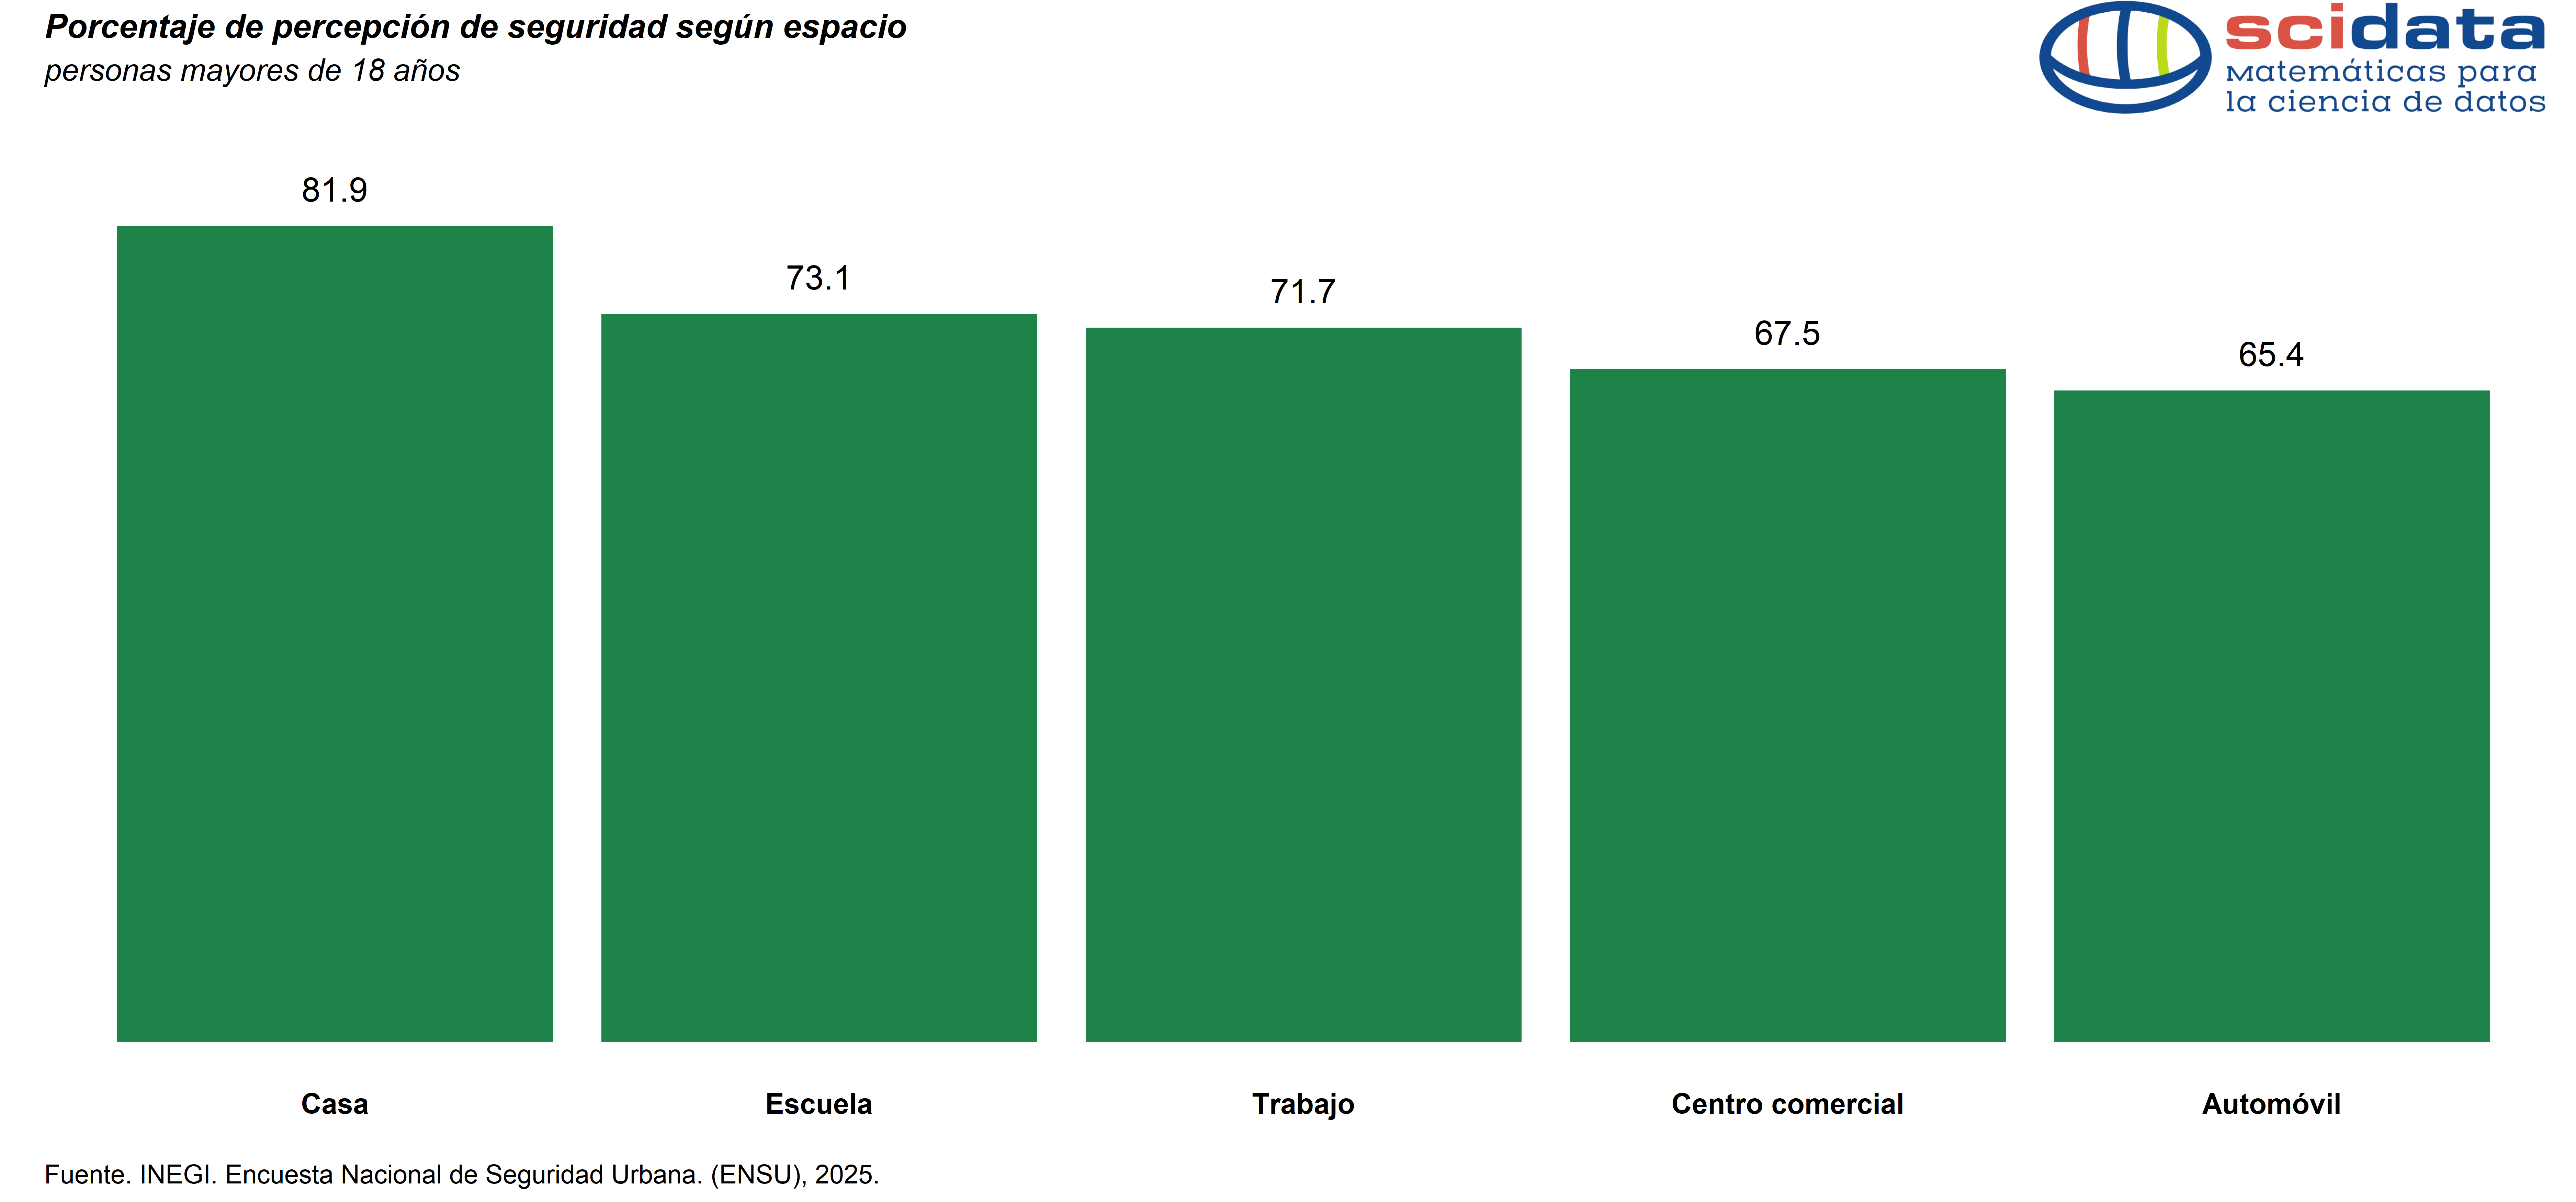 Porcentaje de percepción de seguridad según espacio
personas mayores de 18 años
scidata
Matemáticas para
la ciencia de datos
81.9
73.1
71.7
67.5
65.4
Casa
Escuela
Trabajo
Centro comercial
Automóvil
Fuente. INEGI. Encuesta Nacional de Seguridad Urbana. (ENSU), 2025.